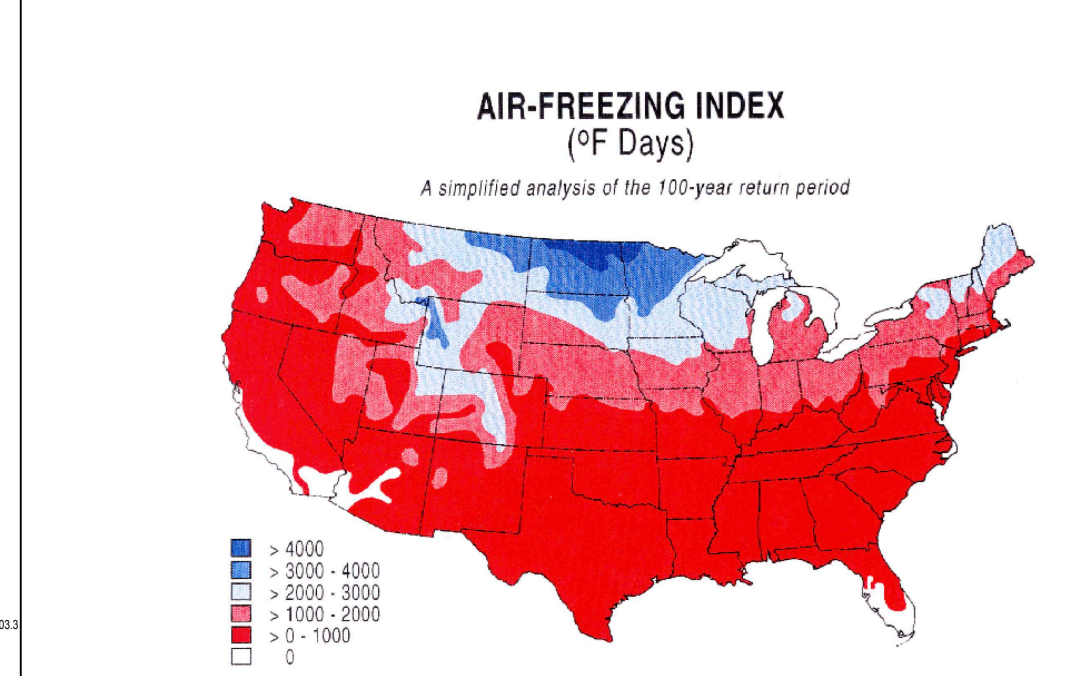 AIR-FREEZING INDEX
(ºF Days)
A simplified analysis of the 100-year return period
> 4000
> 3000 - 4000
> 2000 - 3000
> 1000 - 2000
> 0 - 1000
0
03.3